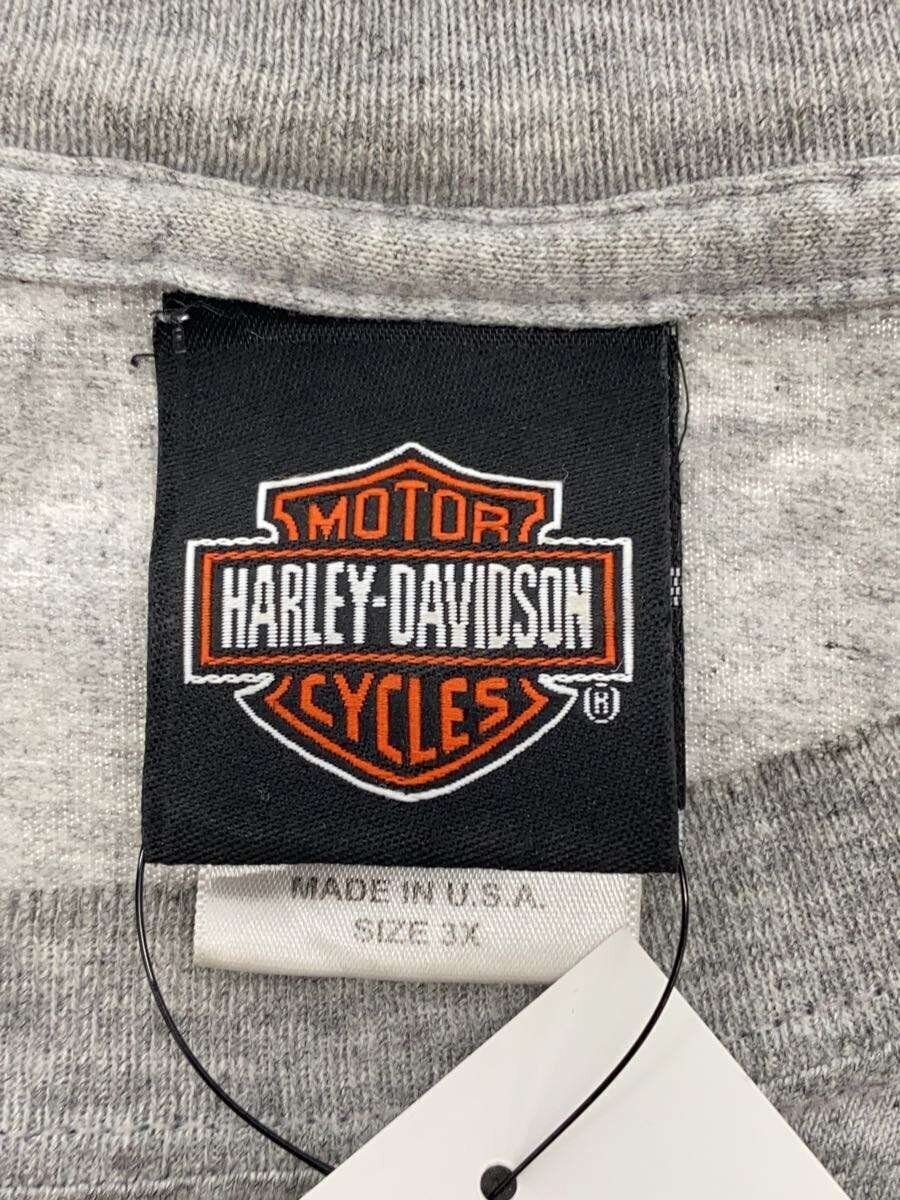 MOTOR
HARLEY-DAVIDSON
CYCLES
®
MADE IN U.S.A.
SIZE 3X